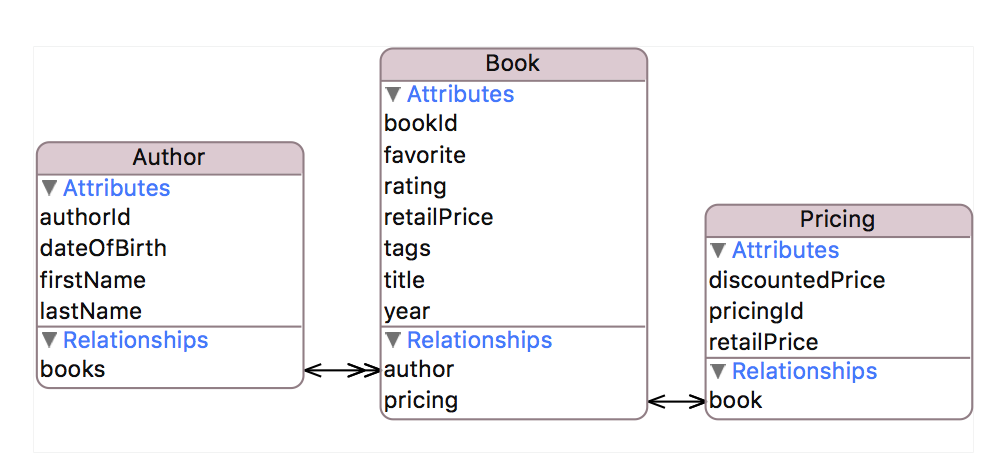 Author
Attributes
authorId
dateOfBirth
firstName
lastName
Relationships
books
Book
Attributes
bookId
favorite
rating
retailPrice
tags
title
year
Relationships
author
pricing
Pricing
Attributes
discountedPrice
pricingId
retailPrice
Relationships
book